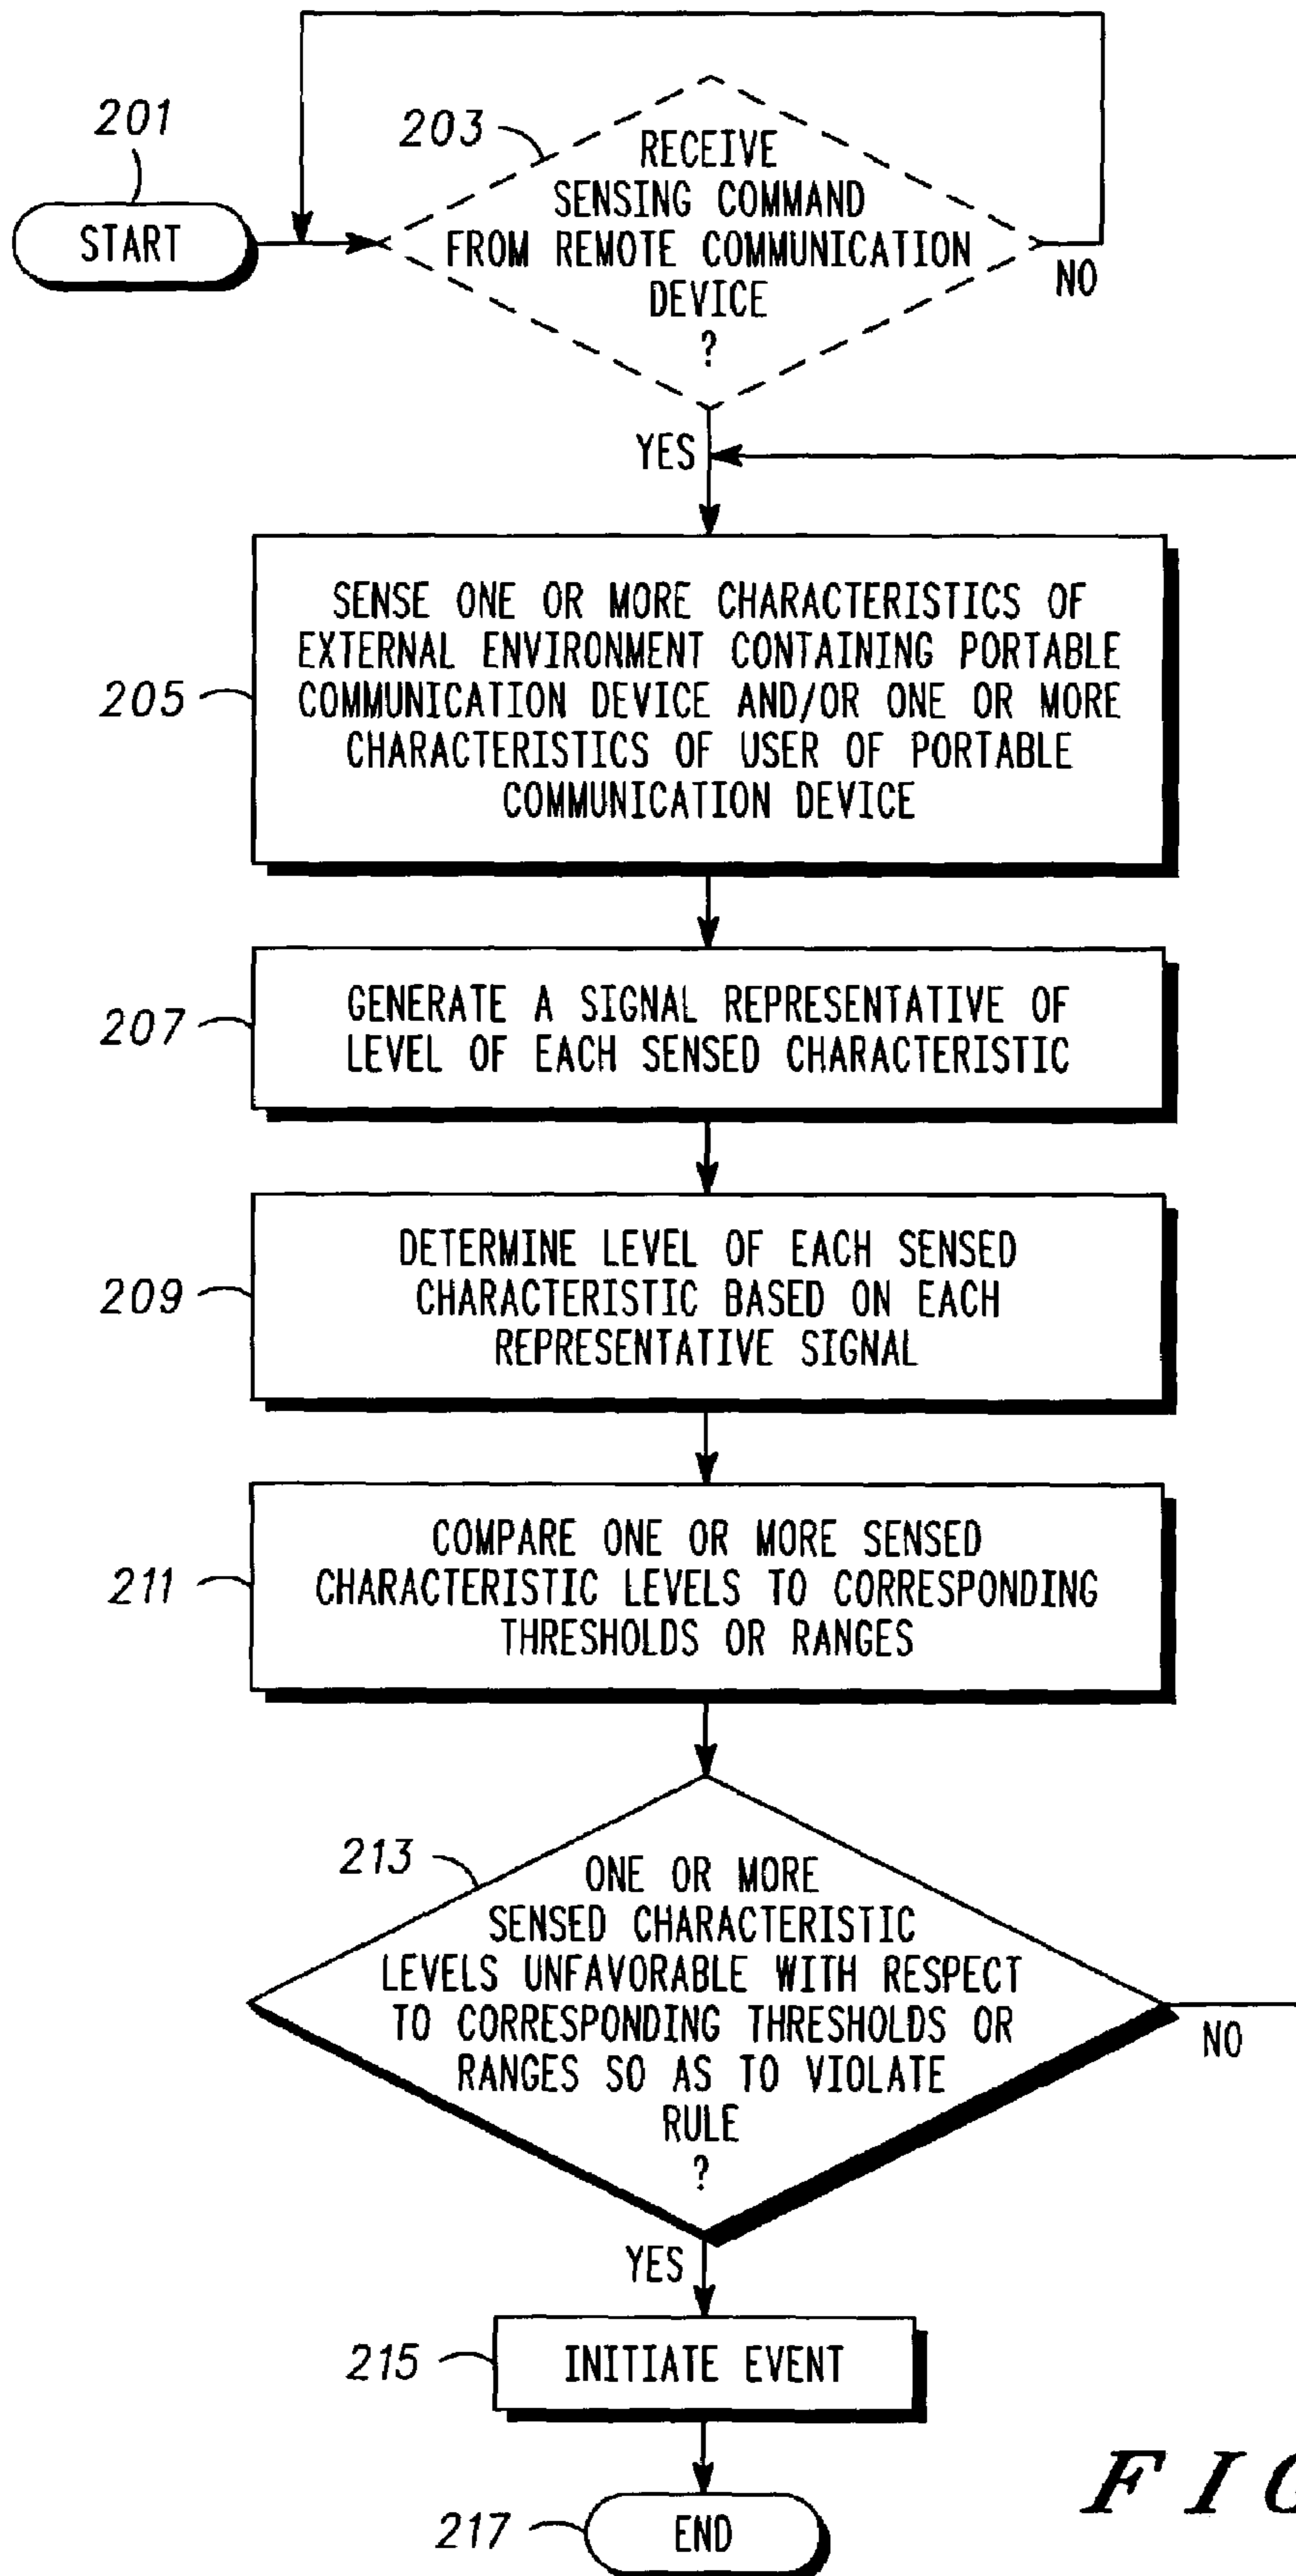 201
START
203
RECEIVE
SENSING COMMAND
FROM REMOTE COMMUNICATION
DEVICE
?
NO
YES
205
SENSE ONE OR MORE CHARACTERISTICS OF
EXTERNAL ENVIRONMENT CONTAINING PORTABLE
COMMUNICATION DEVICE AND/OR ONE OR MORE
CHARACTERISTICS OF USER OF PORTABLE
COMMUNICATION DEVICE
207
GENERATE A SIGNAL REPRESENTATIVE OF
LEVEL OF EACH SENSED CHARACTERISTIC
209
DETERMINE LEVEL OF EACH SENSED
CHARACTERISTIC BASED ON EACH
REPRESENTATIVE SIGNAL
211
COMPARE ONE OR MORE SENSED
CHARACTERISTIC LEVELS TO CORRESPONDING
THRESHOLDS OR RANGES
213
ONE OR MORE
SENSED CHARACTERISTIC
LEVELS UNFAVORABLE WITH RESPECT
TO CORRESPONDING THRESHOLDS OR
RANGES SO AS TO VIOLATE
RULE
?
NO
YES
215
INITIATE EVENT
217
END
FIG